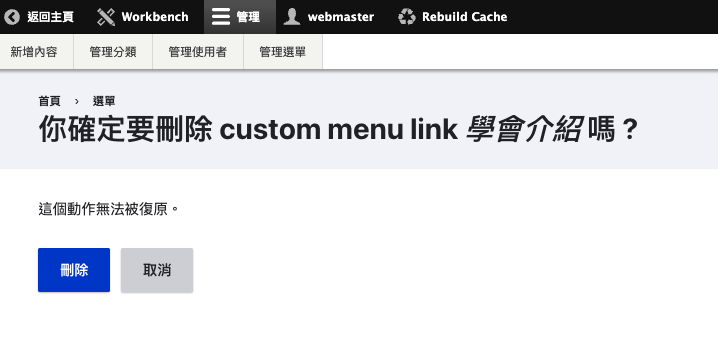 返回主頁 Workbench 管理 webmaster Rebuild Cache
新增內容 管理分類 管理使用者 管理選單
首頁 › 選單
你確定要刪除 custom menu link 學會介紹 嗎？
這個動作無法被復原。
刪除 取消